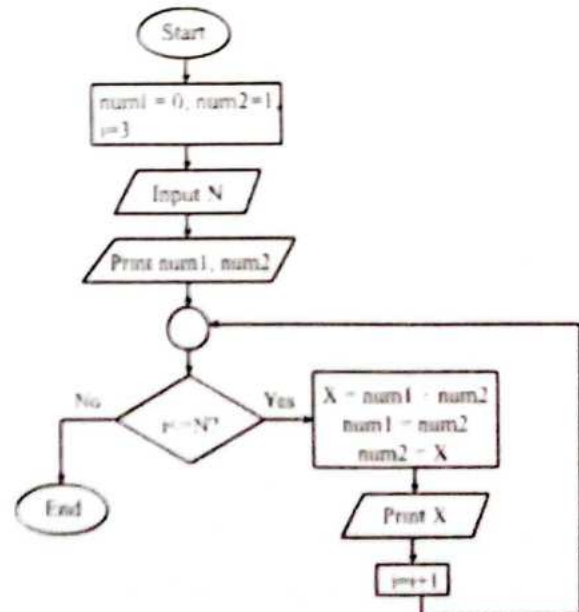 Start
num1 = 0, num2=1,
i=3
Input N
Print num1, num2
No
Yes
i<=N?
X = num1 + num2
num1 = num2
num2 = X
End
Print X
i=i+1